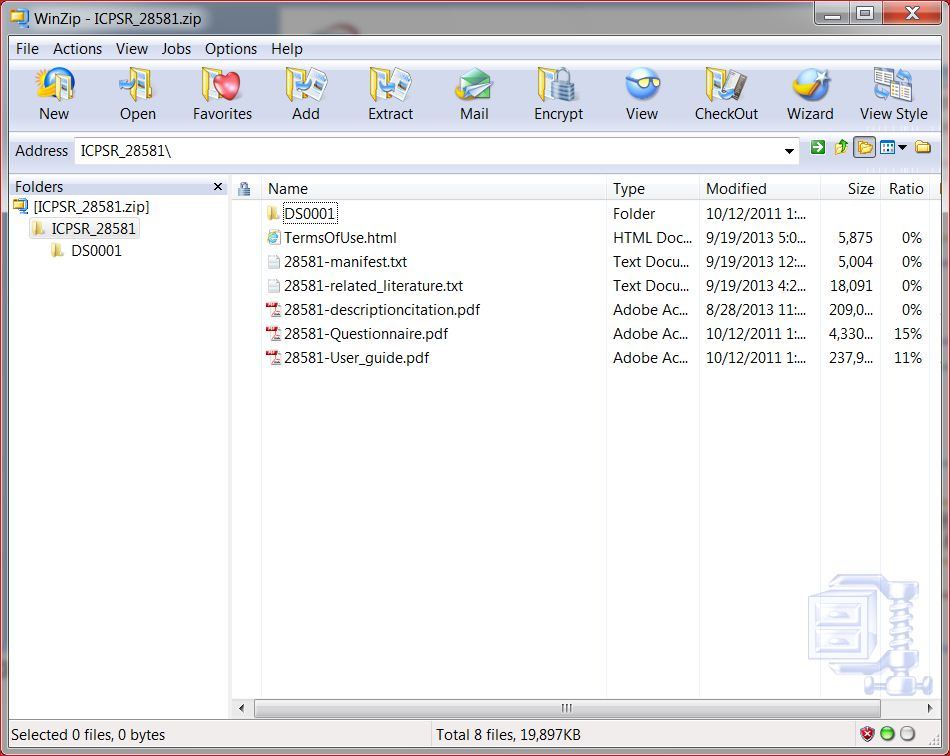 WinZip - ICPSR_28581.zip
File Actions View Jobs Options Help
New Open Favorites Add Extract Mail Encrypt View CheckOut Wizard View Style
Address ICPSR_28581\
Folders
[ICPSR_28581.zip]
ICPSR_28581
DS0001
Name Type Modified Size Ratio
DS0001 Folder 10/12/2011 1:...
TermsOfUse.html HTML Doc... 9/19/2013 5:0... 5,875 0%
28581-manifest.txt Text Docu... 9/19/2013 12:... 5,004 0%
28581-related_literature.txt Text Docu... 9/19/2013 4:2... 18,091 0%
28581-descriptioncitation.pdf Adobe Ac... 8/28/2013 11:... 209,0... 0%
28581-Questionnaire.pdf Adobe Ac... 10/12/2011 1:... 4,330... 15%
28581-User_guide.pdf Adobe Ac... 10/12/2011 1:... 237,9... 11%
Selected 0 files, 0 bytes Total 8 files, 19,897KB